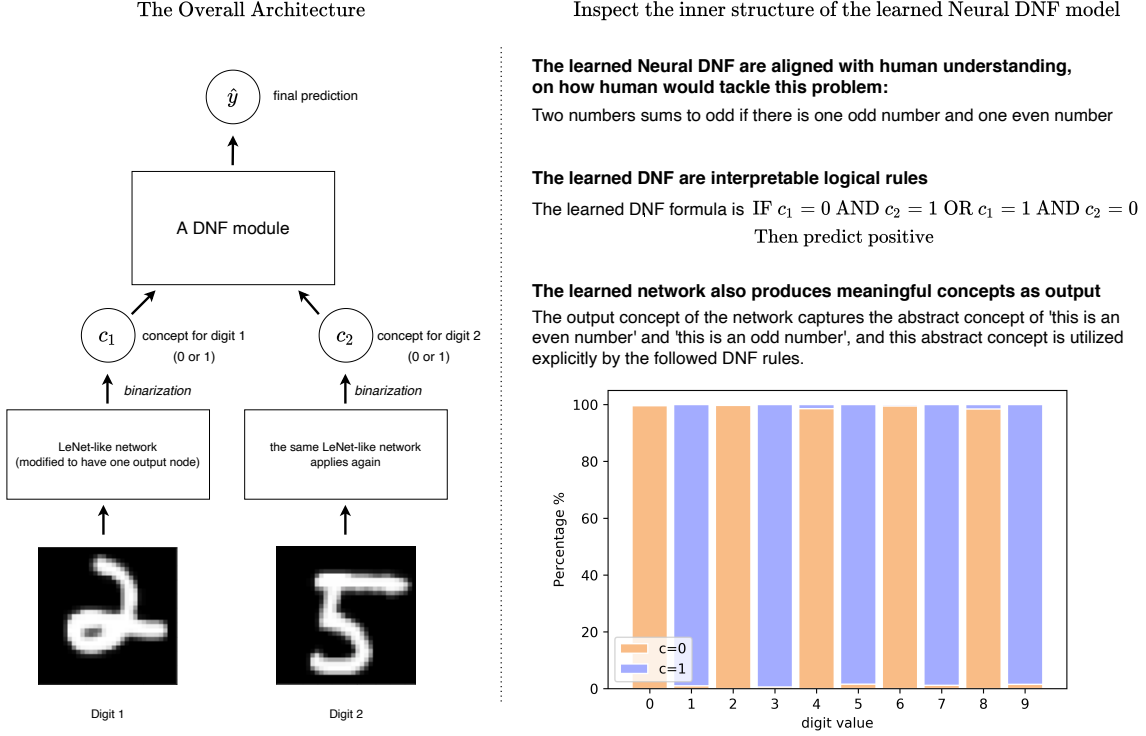 The Overall Architecture
ŷ
final prediction
A DNF module
c₁
concept for digit 1
(0 or 1)
c₂
concept for digit 2
(0 or 1)
binarization
binarization
LeNet-like network
(modified to have one output node)
the same LeNet-like network
applies again
2
5
Digit 1
Digit 2
Inspect the inner structure of the learned Neural DNF model
The learned Neural DNF are aligned with human understanding,
on how human would tackle this problem:
Two numbers sums to odd if there is one odd number and one even number
The learned DNF are interpretable logical rules
The learned DNF formula is IF c₁ = 0 AND c₂ = 1 OR c₁ = 1 AND c₂ = 0
Then predict positive
The learned network also produces meaningful concepts as output
The output concept of the network captures the abstract concept of 'this is an
even number' and 'this is an odd number', and this abstract concept is utilized
explicitly by the followed DNF rules.
100
80
60
40
20
0
Percentage %
c=0
c=1
0 1 2 3 4 5 6 7 8 9
digit value